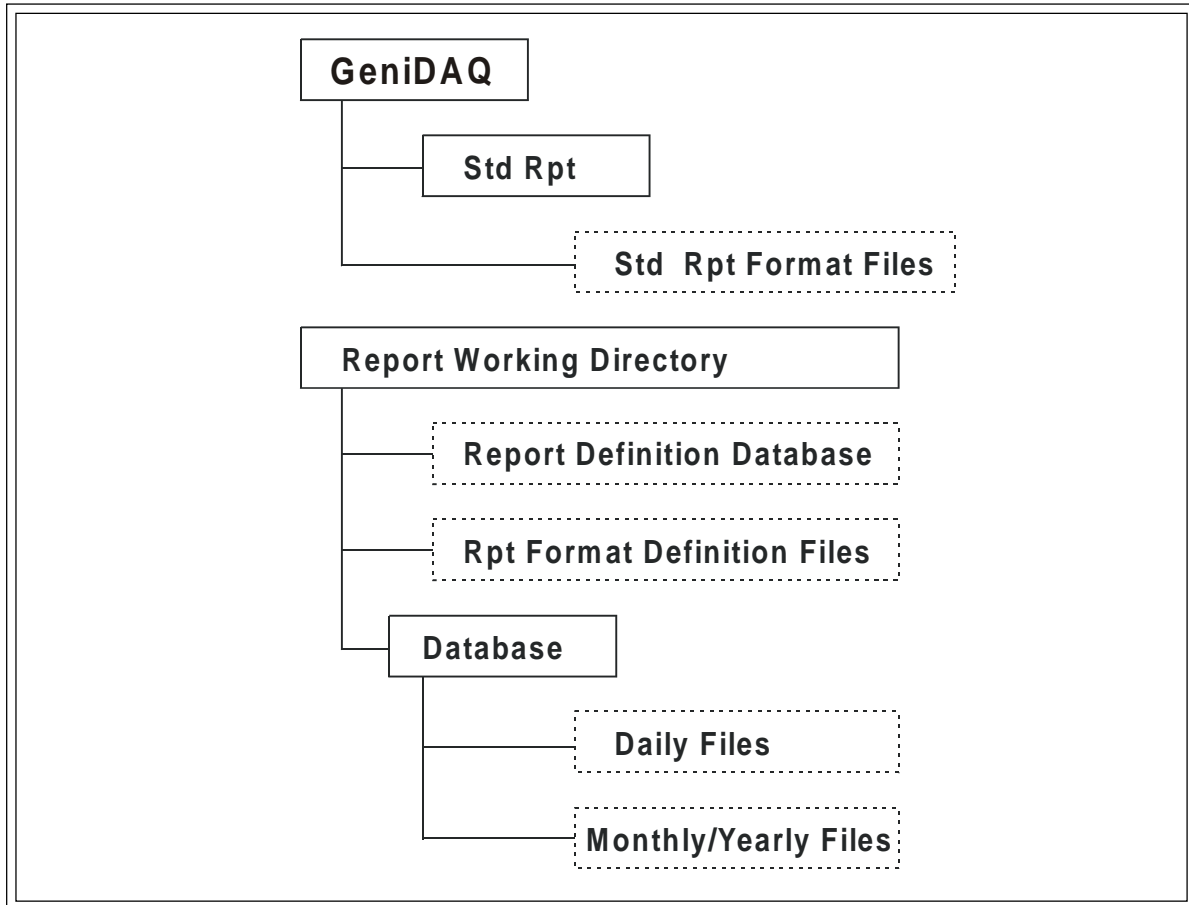 GeniDAQ
Std Rpt
Std Rpt Format Files
Report Working Directory
Report Definition Database
Rpt Format Definition Files
Database
Daily Files
Monthly/Yearly Files